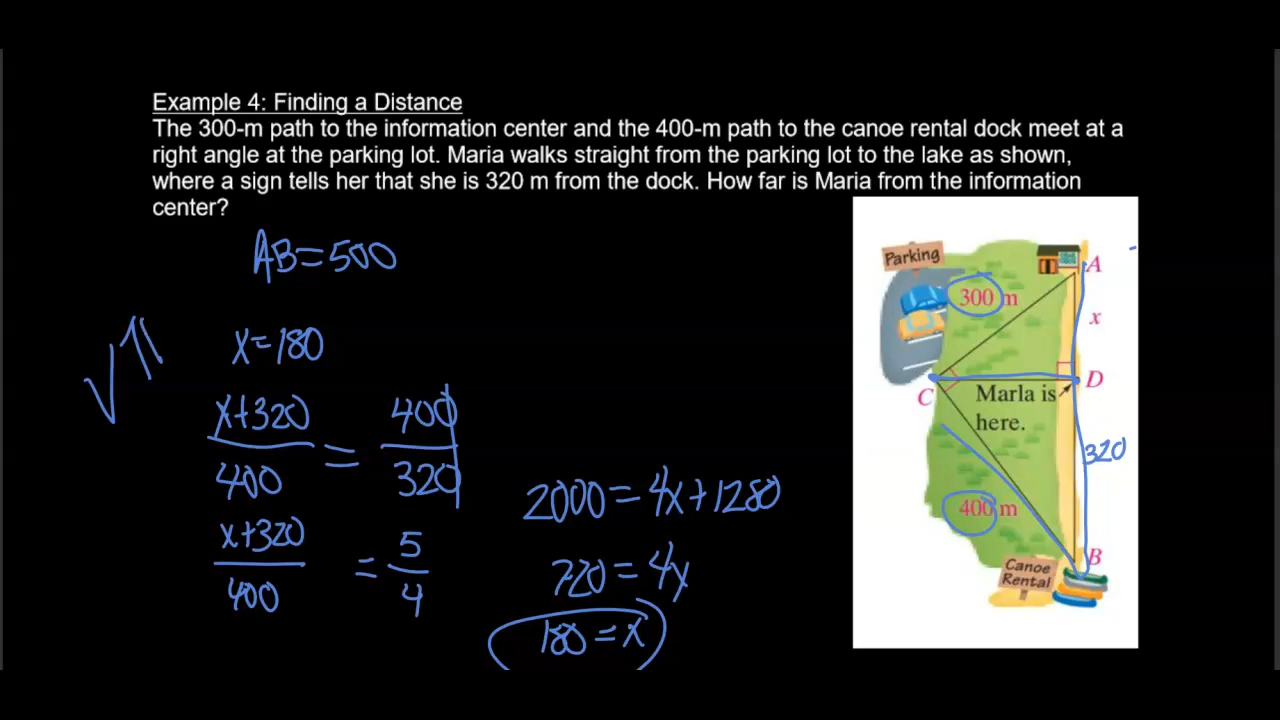 Example 4: Finding a Distance
The 300-m path to the information center and the 400-m path to the canoe rental dock meet at a
right angle at the parking lot. Maria walks straight from the parking lot to the lake as shown,
where a sign tells her that she is 320 m from the dock. How far is Maria from the information
center?
AB=500
x=180
x+320/400 = 400/320
x+320/400 = 5/4
2000=4x+1280
720=4x
180=x
Parking
A
300 m
x
C
D
Marla is
here.
320
400 m
B
Canoe
Rental